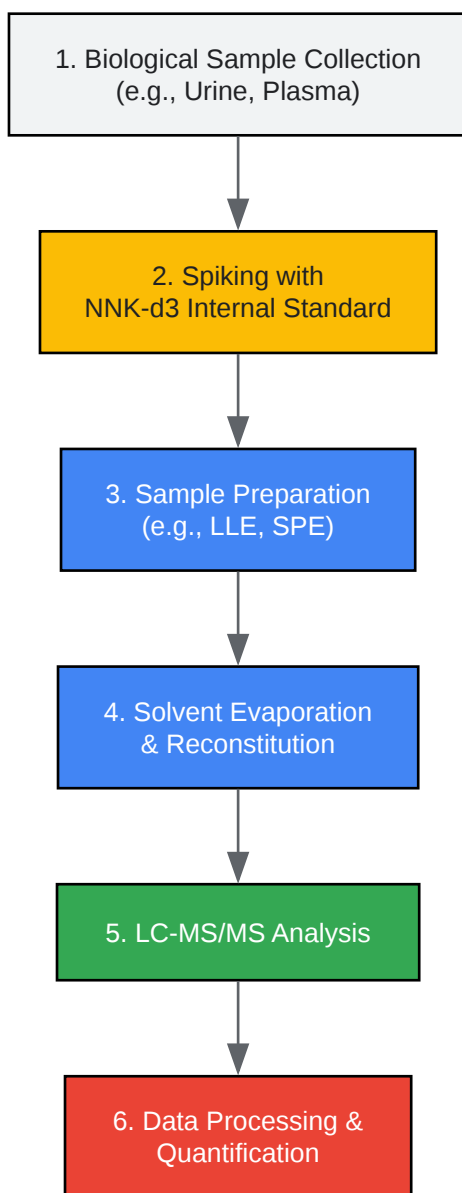 1. Biological Sample Collection
(e.g., Urine, Plasma)
2. Spiking with
NNK-d3 Internal Standard
3. Sample Preparation
(e.g., LLE, SPE)
4. Solvent Evaporation
& Reconstitution
5. LC-MS/MS Analysis
6. Data Processing &
Quantification